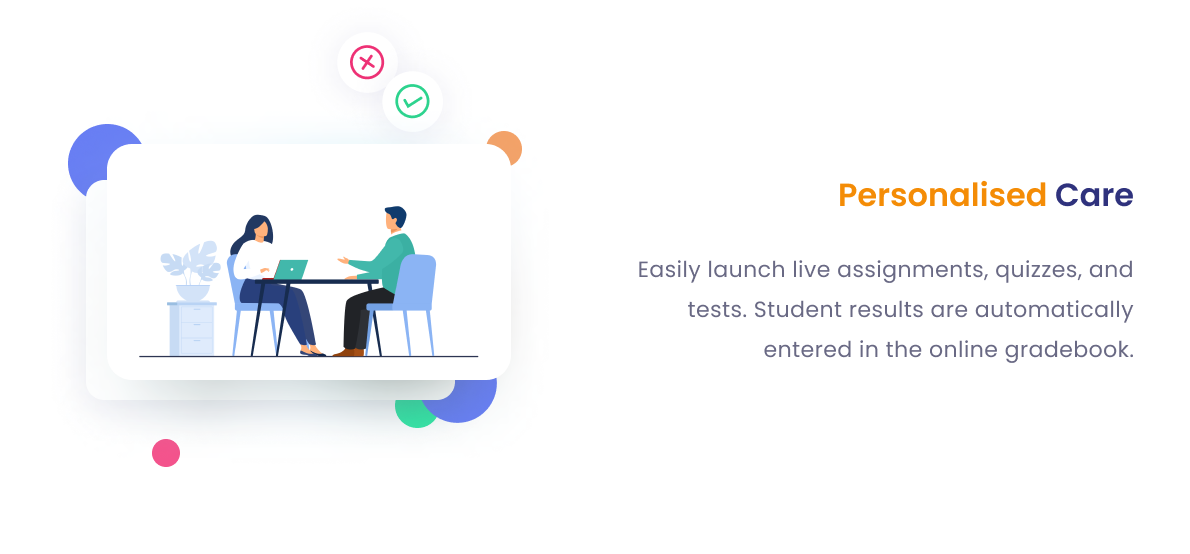 Personalised Care
Easily launch live assignments, quizzes, and
tests. Student results are automatically
entered in the online gradebook.